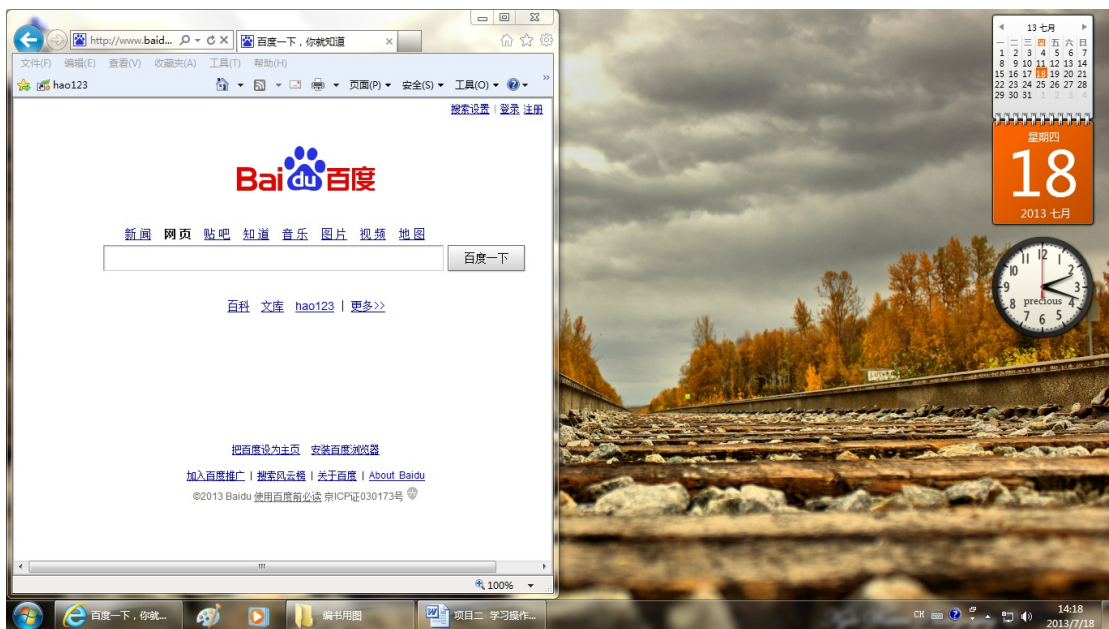 http://www.baid...
百度一下，你就知道
文件(F) 编辑(E) 查看(V) 收藏夹(A) 工具(T) 帮助(H)
hao123
页面(P) 安全(S) 工具(O)
搜索设置 | 登录 注册
Bai du 百度
新闻 网页 贴吧 知道 音乐 图片 视频 地图
百度一下
百科 文库 hao123 | 更多>>
把百度设为主页 安装百度浏览器
加入百度推广 | 搜索风云榜 | 关于百度 | About Baidu
©2013 Baidu 使用百度前必读 京ICP证030173号
100%
13 七月
一 二 三 四 五 六 日
1 2 3 4 5 6 7
8 9 10 11 12 13 14
15 16 17 18 19 20 21
22 23 24 25 26 27 28
29 30 31 1 2 3 4
星期四
18
2013 七月
11 12 1
10 2
9 3
8 precious 4
7 6 5
百度一下，你就...
编书用图
项目二 学习操作...
CH
14:18
2013/7/18